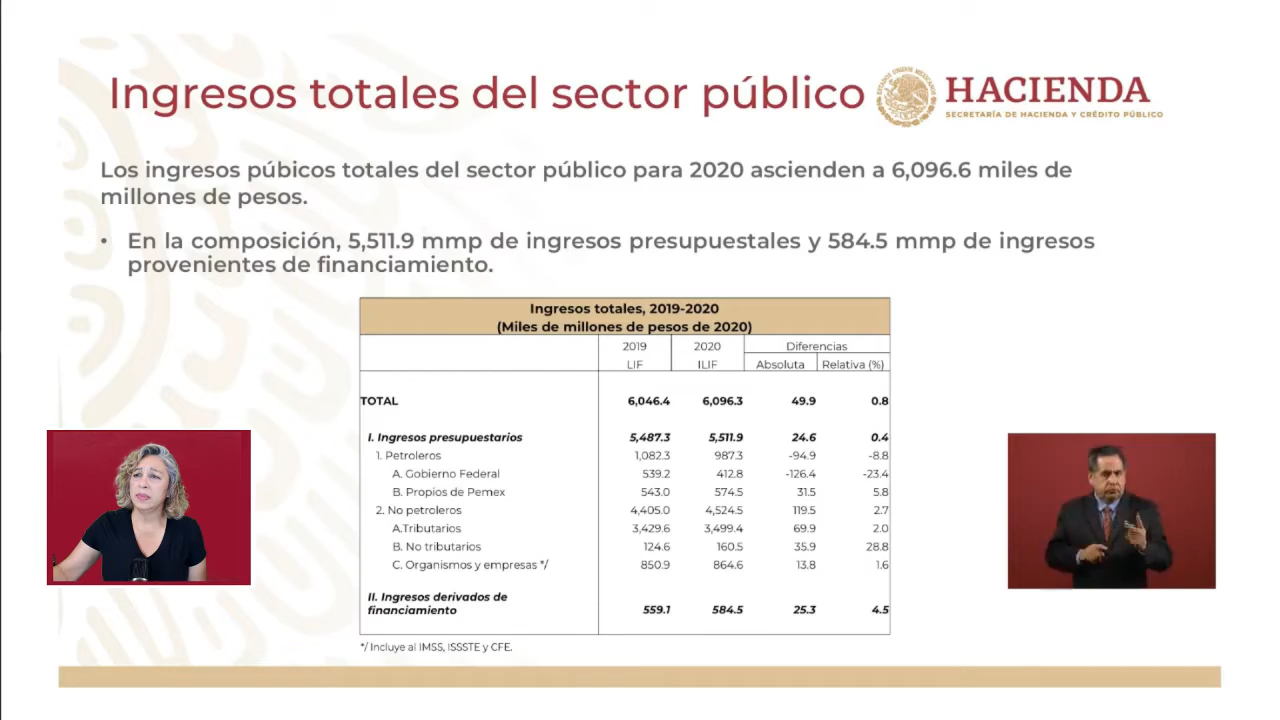 Ingresos totales del sector público
HACIENDA
SECRETARÍA DE HACIENDA Y CRÉDITO PÚBLICO
Los ingresos púbicos totales del sector público para 2020 ascienden a 6,096.6 miles de
millones de pesos.
• En la composición, 5,511.9 mmp de ingresos presupuestales y 584.5 mmp de ingresos
provenientes de financiamiento.
Ingresos totales, 2019-2020
(Miles de millones de pesos de 2020)
2019 2020 Diferencias
LIF ILIF Absoluta Relativa (%)
TOTAL 6,046.4 6,096.3 49.9 0.8
I. Ingresos presupuestarios 5,487.3 5,511.9 24.6 0.4
1. Petroleros 1,082.3 987.3 -94.9 -8.8
A. Gobierno Federal 539.2 412.8 -126.4 -23.4
B. Propios de Pemex 543.0 574.5 31.5 5.8
2. No petroleros 4,405.0 4,524.5 119.5 2.7
A.Tributarios 3,429.6 3,499.4 69.9 2.0
B. No tributarios 124.6 160.5 35.9 28.8
C. Organismos y empresas */ 850.9 864.6 13.8 1.6
II. Ingresos derivados de
financiamiento 559.1 584.5 25.3 4.5
*/ Incluye al IMSS, ISSSTE y CFE.